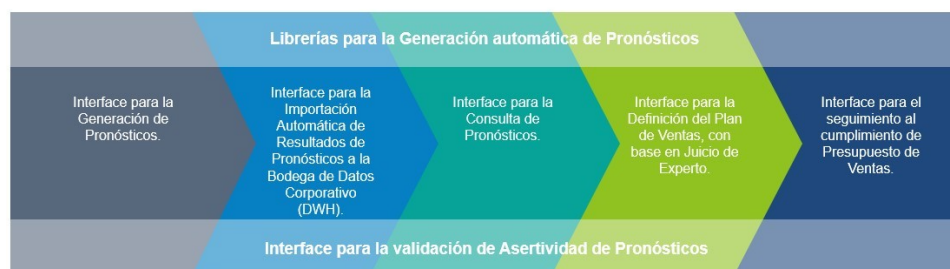 Librerías para la Generación automática de Pronósticos
Interface para la
Generación de
Pronósticos.
Interface para la
Importación
Automática de
Resultados de
Pronósticos a la
Bodega de Datos
Corporativo
(DWH).
Interface para la
Consulta de
Pronósticos.
Interface para la
Definición del Plan
de Ventas, con
base en Juicio de
Experto.
Interface para el
seguimiento al
cumplimiento de
Presupuesto de
Ventas.
Interface para la validación de Asertividad de Pronósticos